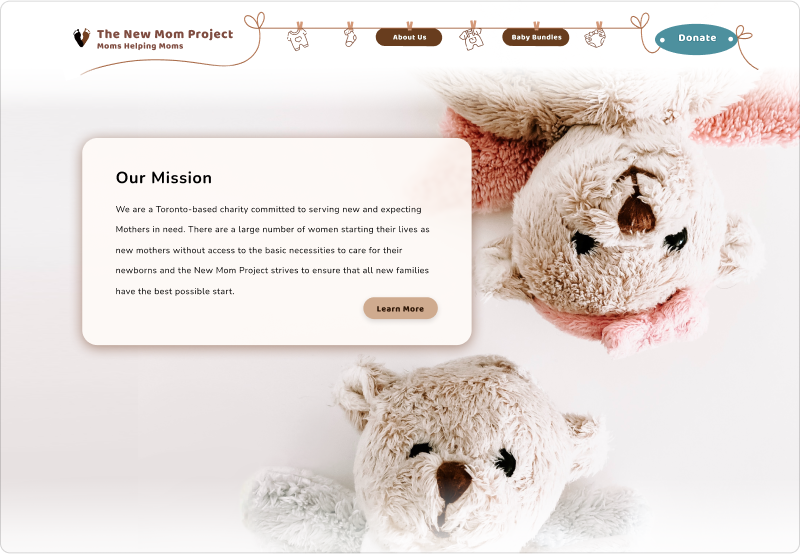 The New Mom Project
Moms Helping Moms
About Us
Baby Bundles
Donate
Our Mission
We are a Toronto-based charity committed to serving new and expecting
Mothers in need. There are a large number of women starting their lives as
new mothers without access to the basic necessities to care for their
newborns and the New Mom Project strives to ensure that all new families
have the best possible start.
Learn More